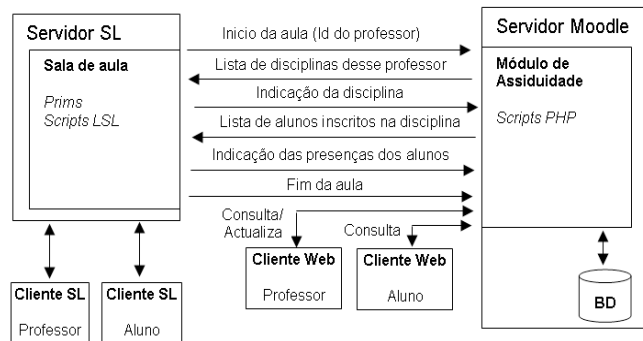 Servidor SL
Sala de aula
Prims
Scripts LSL
Inicio da aula (Id do professor)
Lista de disciplinas desse professor
Indicação da disciplina
Lista de alunos inscritos na disciplina
Indicação das presenças dos alunos
Fim da aula
Servidor Moodle
Módulo de
Assiduidade
Scripts PHP
Consulta/
Actualiza
Consulta
Cliente SL
Professor
Cliente SL
Aluno
Cliente Web
Professor
Cliente Web
Aluno
BD